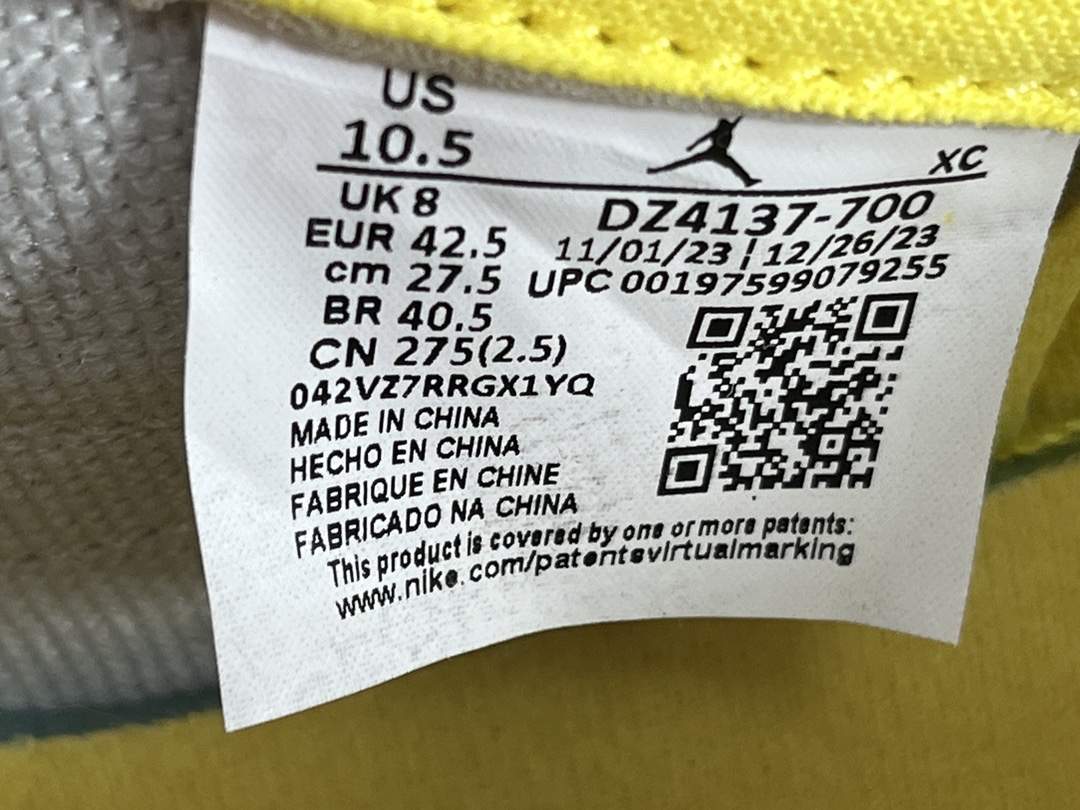 US
10.5
XC
UK 8
DZ4137-700
EUR 42.5
11/01/23 | 12/26/23
cm 27.5
UPC 00197599079255
BR 40.5
CN 275(2.5)
042VZ7RRGX1YQ
MADE IN CHINA
HECHO EN CHINA
FABRIQUE EN CHINE
FABRICADO NA CHINA
This product is covered by one or more patents:
www.nike.com/patentsvirtualmarking